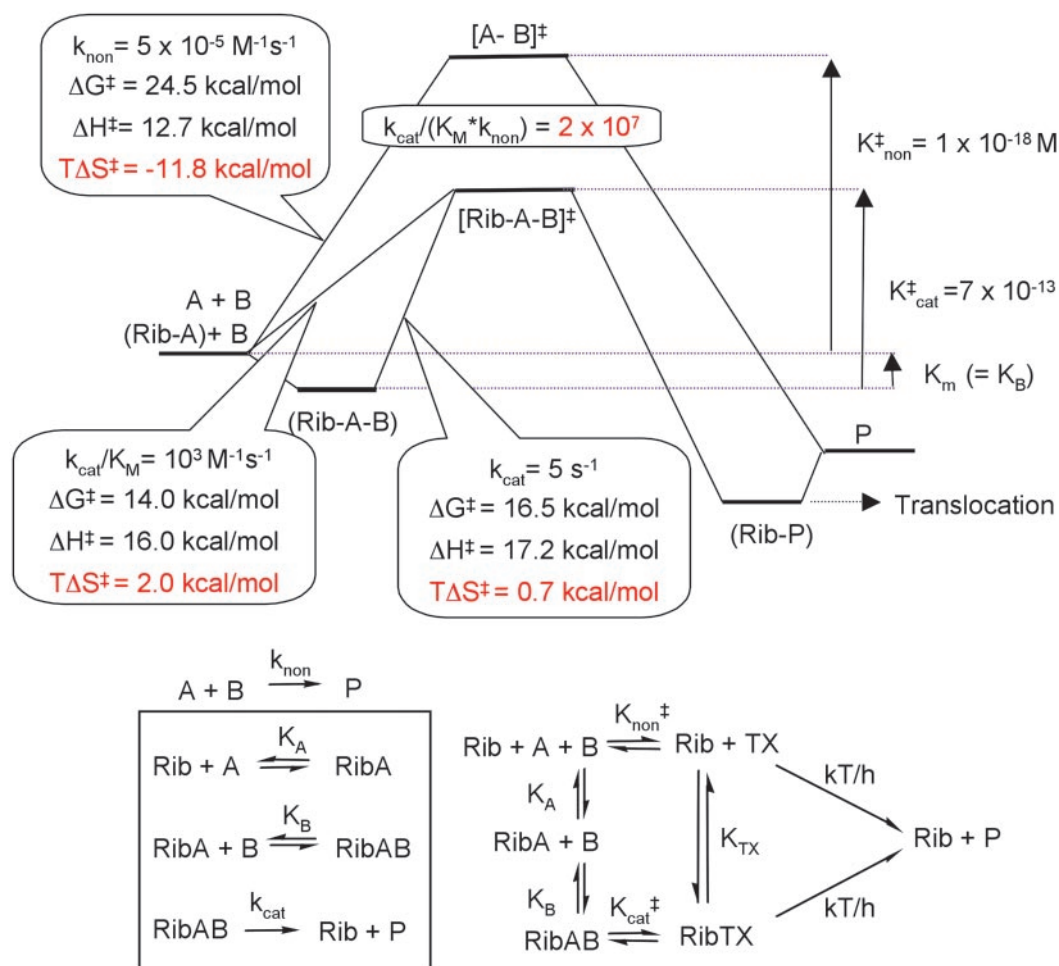 [A- B]‡
k_non = 5 x 10⁻⁵ M⁻¹s⁻¹
ΔG‡ = 24.5 kcal/mol
ΔH‡ = 12.7 kcal/mol
TΔS‡ = -11.8 kcal/mol
k_cat/(K_M*k_non) = 2 x 10⁷
K‡_non = 1 x 10⁻¹⁸ M
[Rib-A-B]‡
K‡_cat =7 x 10⁻¹³
A + B
(Rib-A)+ B
K_m (= K_B)
(Rib-A-B)
P
k_cat/K_M = 10³ M⁻¹s⁻¹
ΔG‡ = 14.0 kcal/mol
ΔH‡ = 16.0 kcal/mol
TΔS‡ = 2.0 kcal/mol
k_cat = 5 s⁻¹
ΔG‡ = 16.5 kcal/mol
ΔH‡ = 17.2 kcal/mol
TΔS‡ = 0.7 kcal/mol
(Rib-P)
Translocation
k_non
A + B P
K_A
Rib + A RibA
K_B
RibA + B RibAB
k_cat
RibAB Rib + P
K_non‡
Rib + A + B Rib + TX
kT/h
K_A
RibA + B
K_TX
Rib + P
K_B
K_cat‡
kT/h
RibAB RibTX